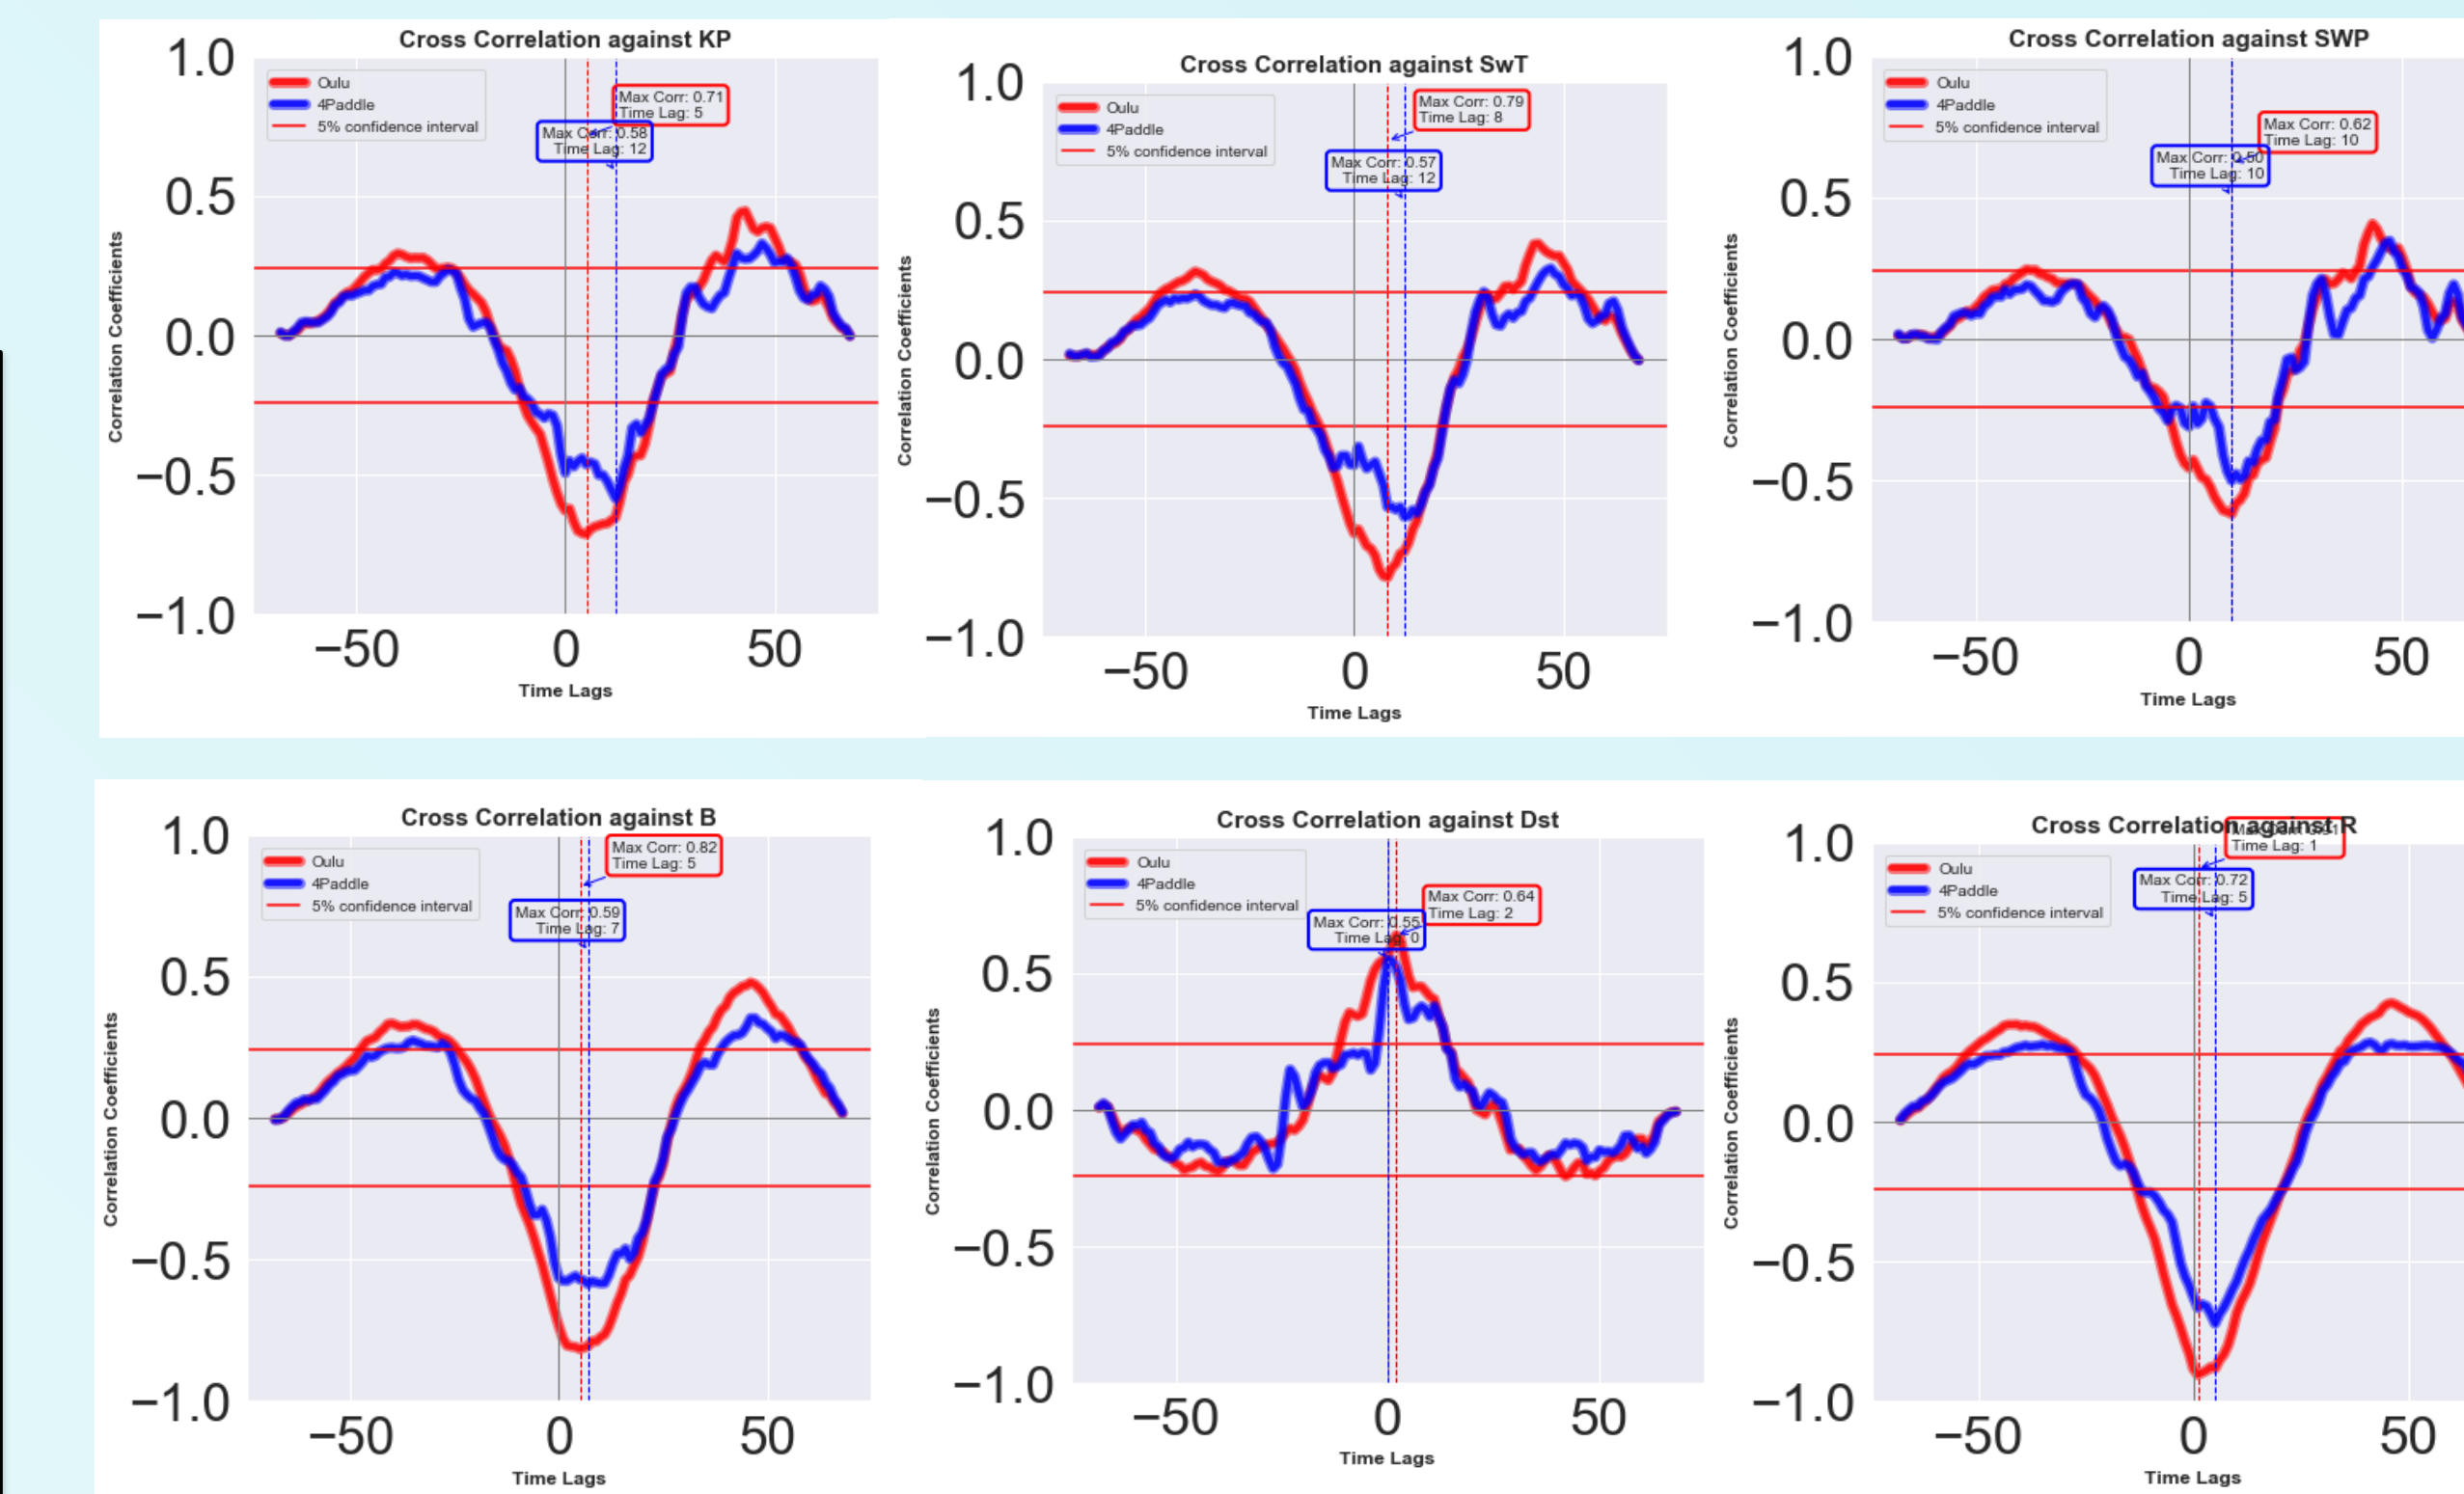 Cross Correlation against KP
1.0
0.5
0.0
−0.5
−1.0
Correlation Coefficients
Oulu
4Paddle
5% confidence interval
Max Corr: 0.71
Time Lag: 5
Max Corr: 0.58
Time Lag: 12
−50
0
50
Time Lags
Cross Correlation against SwT
1.0
0.5
0.0
−0.5
−1.0
Correlation Coefficients
Oulu
4Paddle
5% confidence interval
Max Corr: 0.79
Time Lag: 8
Max Corr: 0.57
Time Lag: 12
−50
0
50
Time Lags
Cross Correlation against SWP
1.0
0.5
0.0
−0.5
−1.0
Correlation Coefficients
Oulu
4Paddle
5% confidence interval
Max Corr: 0.62
Time Lag: 10
Max Corr: 0.50
Time Lag: 10
−50
0
50
Time Lags
Cross Correlation against B
1.0
0.5
0.0
−0.5
−1.0
Correlation Coefficients
Oulu
4Paddle
5% confidence interval
Max Corr: 0.82
Time Lag: 5
Max Corr: 0.59
Time Lag: 7
−50
0
50
Time Lags
Cross Correlation against Dst
1.0
0.5
0.0
−0.5
−1.0
Correlation Coefficients
Oulu
4Paddle
5% confidence interval
Max Corr: 0.64
Time Lag: 2
Max Corr: 0.55
Time Lag: 0
−50
0
50
Time Lags
Cross Correlation against R
1.0
0.5
0.0
−0.5
−1.0
Correlation Coefficients
Oulu
4Paddle
5% confidence interval
Time Lag: 1
Max Corr: 0.72
Time Lag: 5
−50
0
50
Time Lags